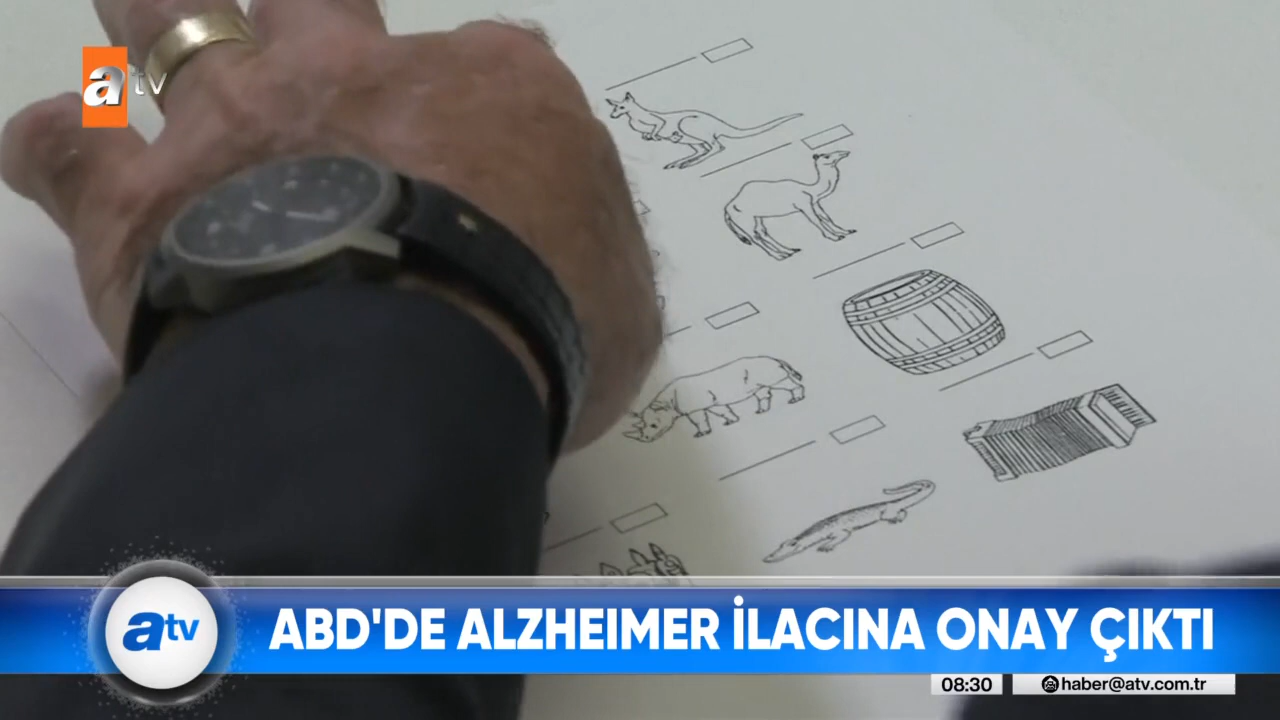 atv
atv
ABD'DE ALZHEIMER İLACINA ONAY ÇIKTI
08:30
haber@atv.com.tr